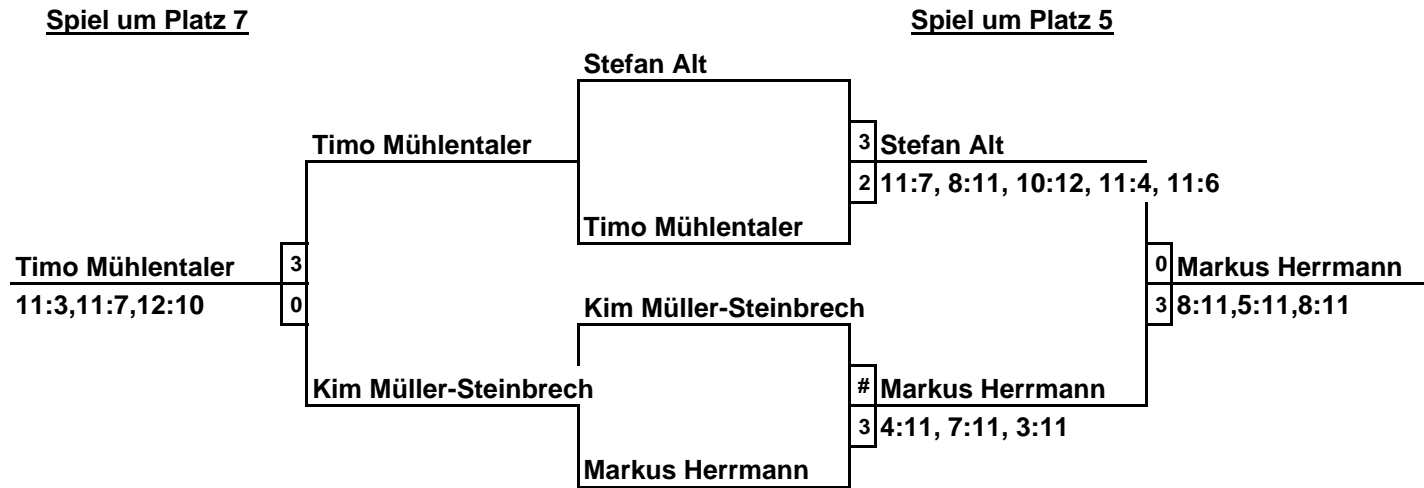 Spiel um Platz 7 Spiel um Platz 5
Stefan Alt
Timo Mühlentaler 3 Stefan Alt
2 11:7, 8:11, 10:12, 11:4, 11:6
Timo Mühlentaler
Timo Mühlentaler 3 0 Markus Herrmann
11:3,11:7,12:10 0 3 8:11,5:11,8:11
Kim Müller-Steinbrech
Kim Müller-Steinbrech # Markus Herrmann
3 4:11, 7:11, 3:11
Markus Herrmann